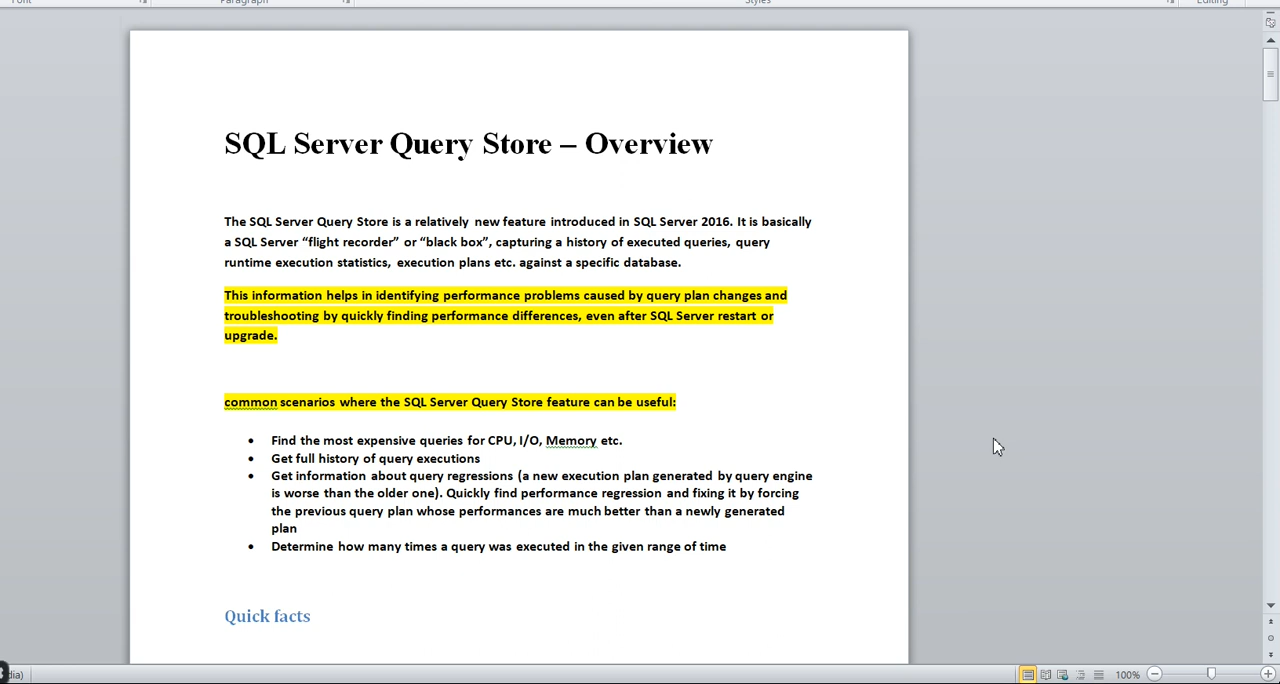 Font
Paragraph
Styles
Editing
SQL Server Query Store – Overview
The SQL Server Query Store is a relatively new feature introduced in SQL Server 2016. It is basically
a SQL Server “flight recorder” or “black box”, capturing a history of executed queries, query
runtime execution statistics, execution plans etc. against a specific database.
This information helps in identifying performance problems caused by query plan changes and
troubleshooting by quickly finding performance differences, even after SQL Server restart or
upgrade.
common scenarios where the SQL Server Query Store feature can be useful:
• Find the most expensive queries for CPU, I/O, Memory etc.
• Get full history of query executions
• Get information about query regressions (a new execution plan generated by query engine
is worse than the older one). Quickly find performance regression and fixing it by forcing
the previous query plan whose performances are much better than a newly generated
plan
• Determine how many times a query was executed in the given range of time
Quick facts
100%